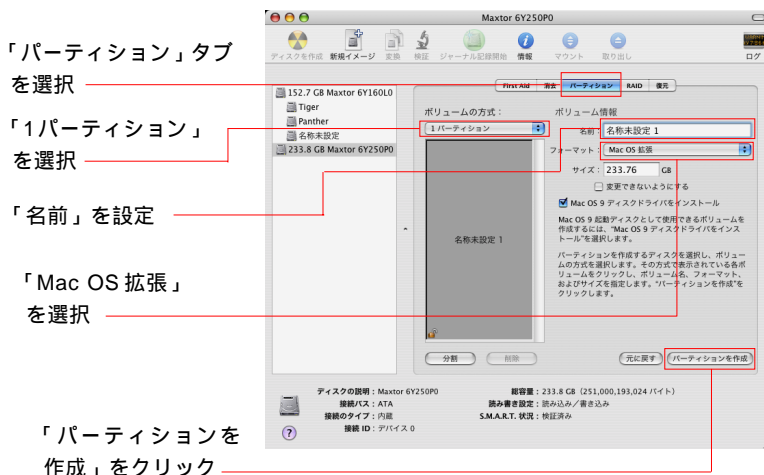 「パーティション」タブ
を選択
「1パーティション」
を選択
「名前」を設定
「Mac OS 拡張」
を選択
「パーティションを
作成」をクリック
Maxtor 6Y250P0
ディスクを作成 新規イメージ 変換 検証 ジャーナル記録開始 情報 マウント 取り出し ログ
152.7 GB Maxtor 6Y160L0
Tiger
Panther
名称未設定
233.8 GB Maxtor 6Y250P0
First Aid 消去 パーティション RAID 復元
ボリュームの方式：
1 パーティション
名称未設定 1
分割 削除
ボリューム情報
名前：名称未設定 1
フォーマット：Mac OS 拡張
サイズ：233.76 GB
変更できないようにする
Mac OS 9 ディスクドライバをインストール
Mac OS 9 起動ディスクとして使用できるボリュームを
作成するには、“Mac OS 9 ディスクドライバをインス
トール”を選択します。
パーティションを作成するディスクを選択し、ボリュー
ムの方式を選択します。その方式で表示されている各ボ
リュームをクリックし、ボリューム名、フォーマット、
およびサイズを指定します。“パーティションを作成”を
クリックします。
元に戻す パーティションを作成
ディスクの説明：Maxtor 6Y250P0
接続バス：ATA
接続のタイプ：内蔵
接続 ID：デバイス 0
総容量：233.8 GB（251,000,193,024 バイト）
読み書き設定：読み込み／書き込み
S.M.A.R.T. 状況：検証済み
?